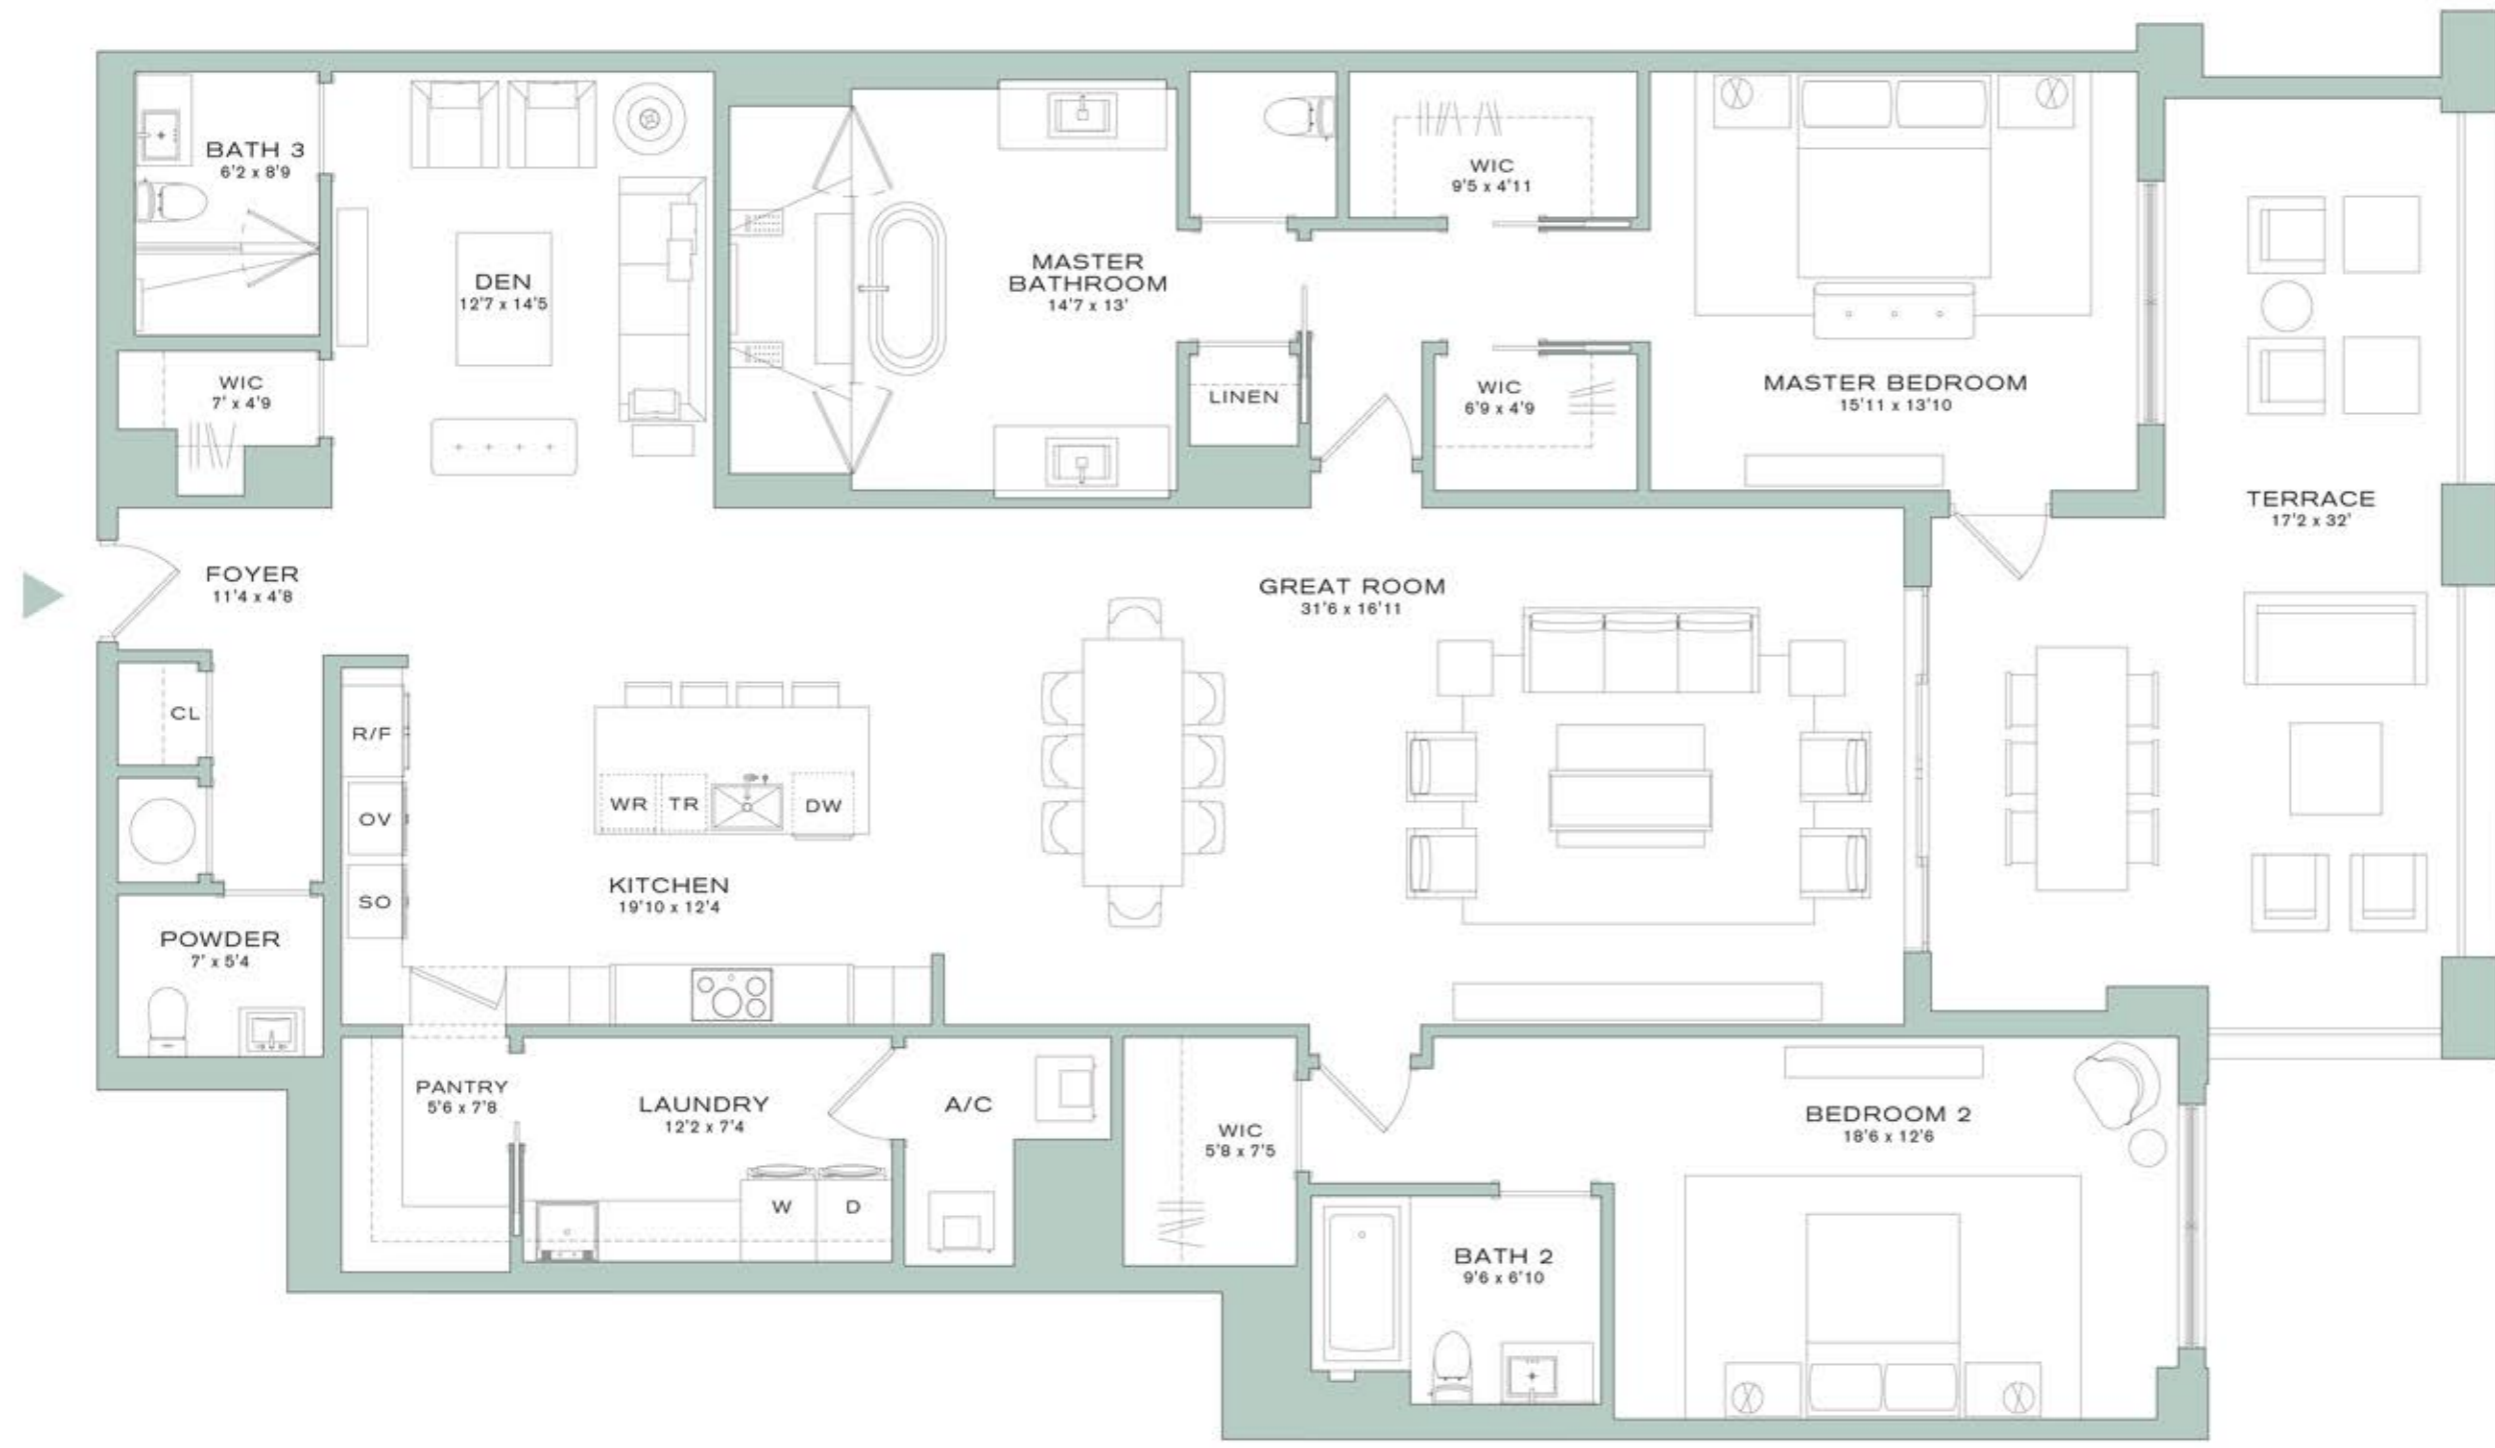 BATH 3
6'2 x 8'9
DEN
12'7 x 14'5
WIC
7' x 4'9
MASTER
BATHROOM
14'7 x 13'
LINEN
WIC
9'5 x 4'11
WIC
6'9 x 4'9
MASTER BEDROOM
15'11 x 13'10
TERRACE
17'2 x 32'
FOYER
11'4 x 4'8
GREAT ROOM
31'6 x 16'11
CL
R/F
OV
SO
WR
TR
DW
KITCHEN
19'10 x 12'4
POWDER
7' x 5'4
PANTRY
5'6 x 7'8
LAUNDRY
12'2 x 7'4
W
D
A/C
WIC
5'8 x 7'5
BEDROOM 2
18'6 x 12'6
BATH 2
9'6 x 6'10